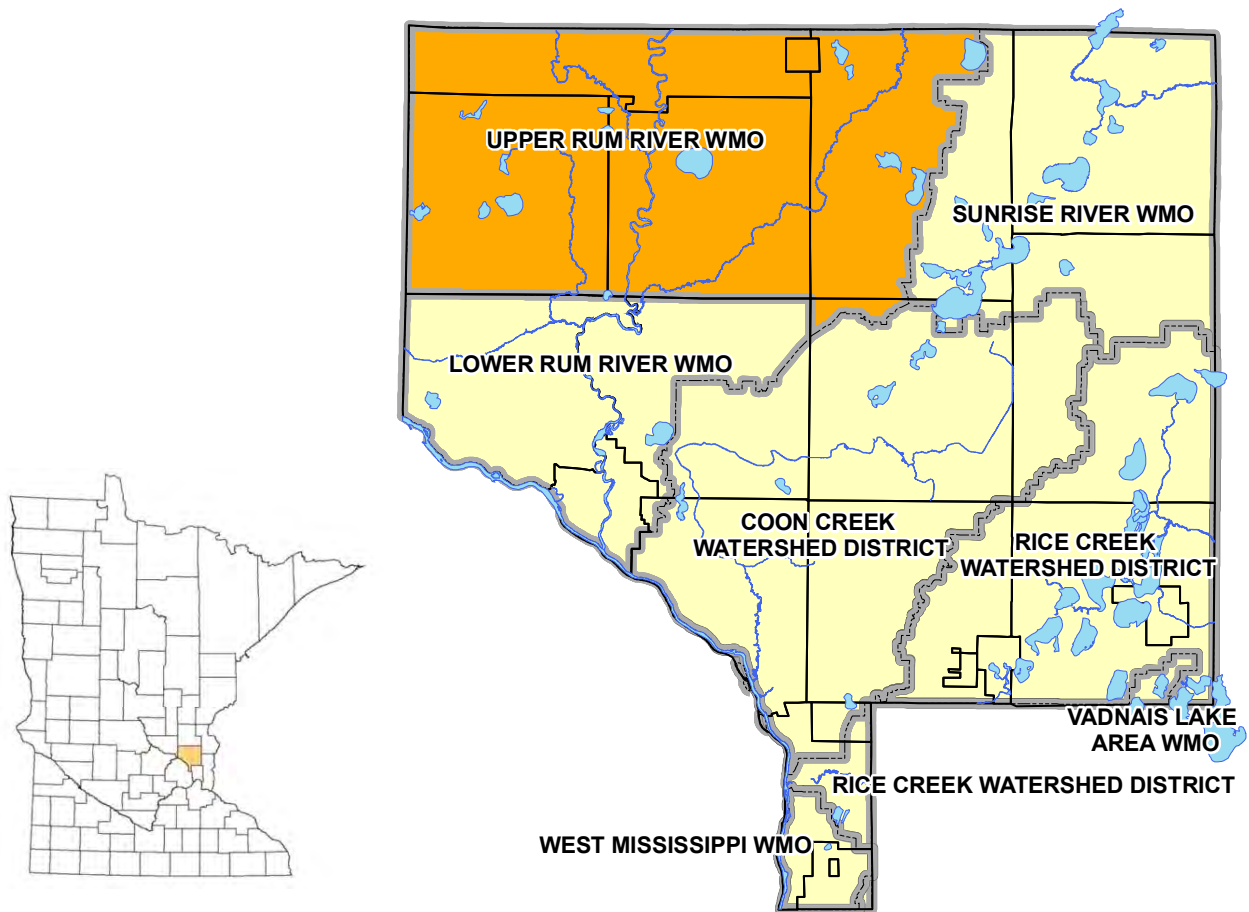 UPPER RUM RIVER WMO
SUNRISE RIVER WMO
LOWER RUM RIVER WMO
COON CREEK
WATERSHED DISTRICT
RICE CREEK
WATERSHED DISTRICT
VADNAIS LAKE
AREA WMO
RICE CREEK WATERSHED DISTRICT
WEST MISSISSIPPI WMO